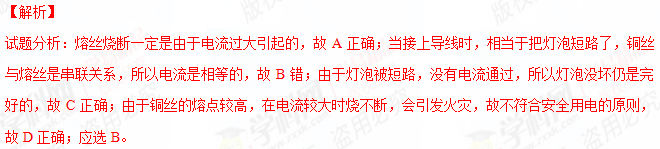 【解析】
试题分析：熔丝烧断一定是由于电流过大引起的，故 A 正确；当接上导线时，相当于把灯泡短路了，铜丝
与熔丝是串联关系，所以电流是相等的，故 B 错；由于灯泡被短路，没有电流通过，所以灯泡没坏仍是完
好的，故 C 正确；由于铜丝的熔点较高，在电流较大时烧不断，会引发火灾，故不符合安全用电的原则，
故 D 正确；应选 B。